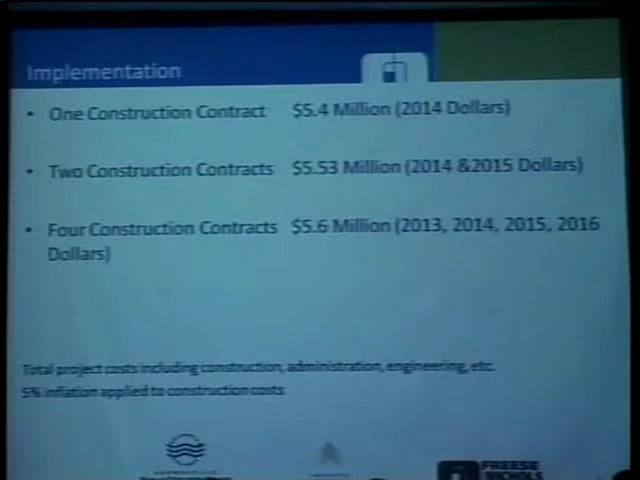 Implementation
• One Construction Contract $5.4 Million (2014 Dollars)
• Two Construction Contracts $5.53 Million (2014 &2015 Dollars)
• Four Construction Contracts $5.6 Million (2013, 2014, 2015, 2016
Dollars)
Total project costs including construction, administration, engineering, etc.
5% inflation applied to construction costs
FREESE
NICHOLS